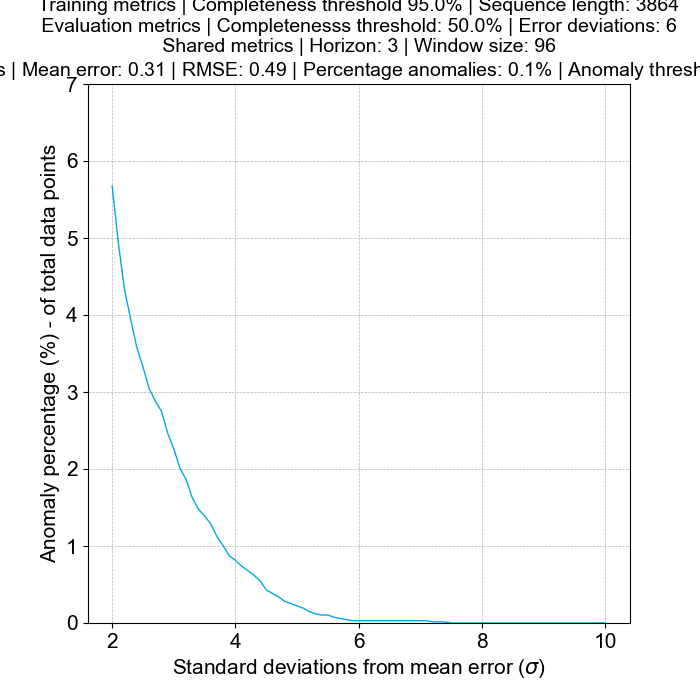 Training metrics | Completeness threshold 95.0% | Sequence length: 3864
Evaluation metrics | Completenesss threshold: 50.0% | Error deviations: 6
Shared metrics | Horizon: 3 | Window size: 96
s | Mean error: 0.31 | RMSE: 0.49 | Percentage anomalies: 0.1% | Anomaly thresh
7
6
5
4
3
2
1
0
Anomaly percentage (%) - of total data points
2 4 6 8 10
Standard deviations from mean error (σ)